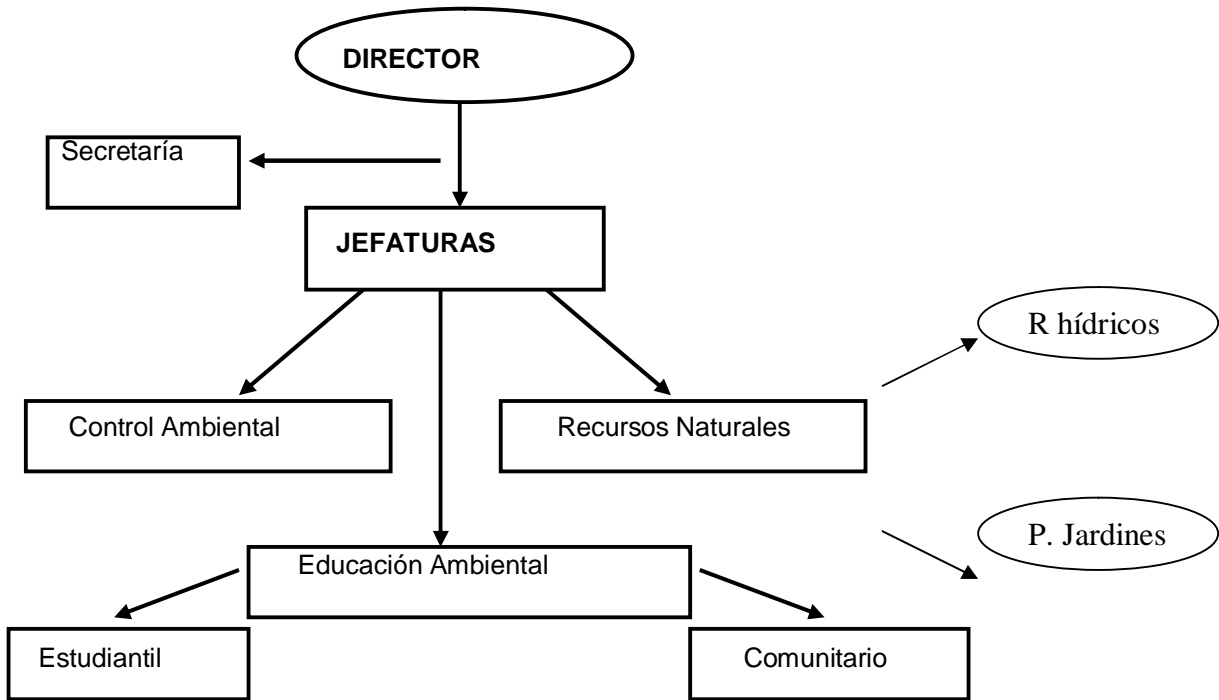 DIRECTOR
Secretaría
JEFATURAS
R hídricos
Control Ambiental
Recursos Naturales
P. Jardines
Educación Ambiental
Estudiantil
Comunitario